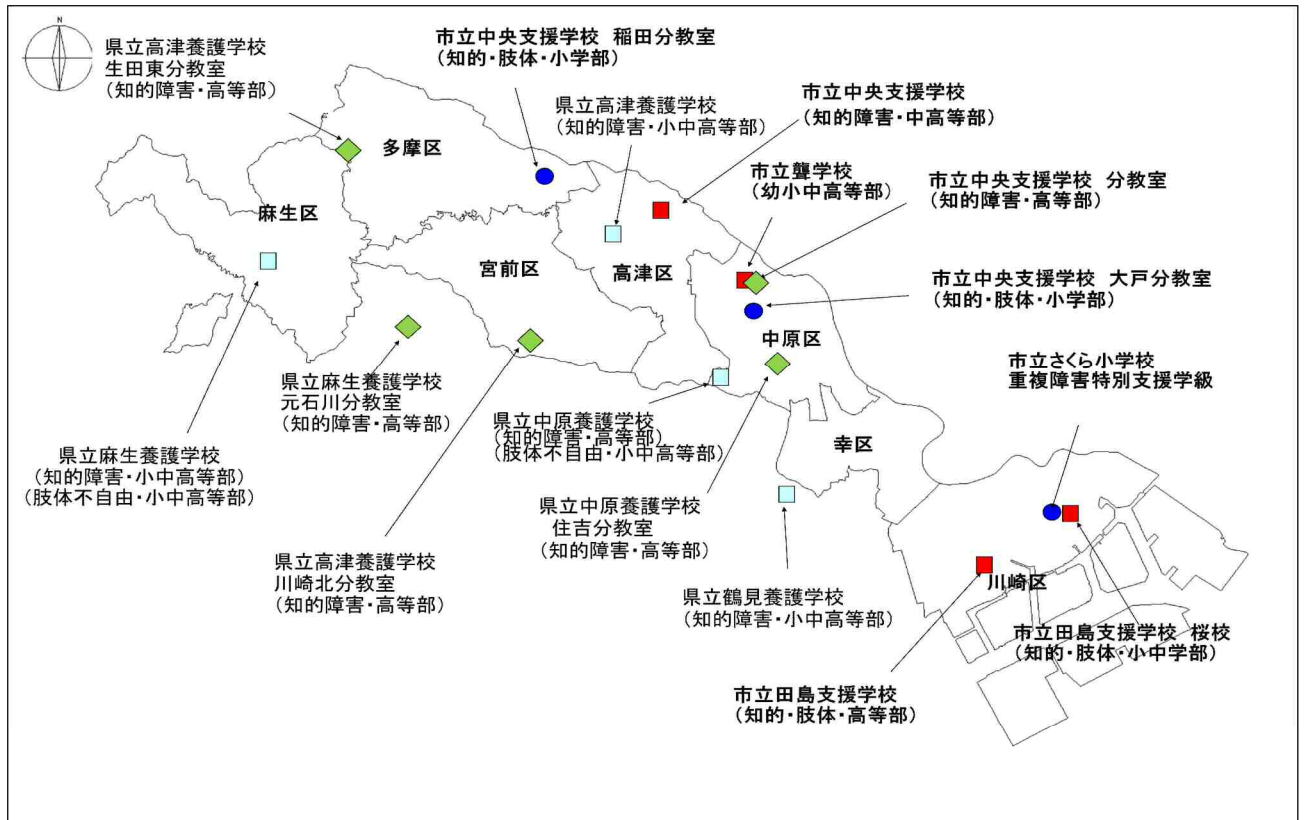 N
県立高津養護学校
生田東分教室
(知的障害・高等部)
市立中央支援学校 稲田分教室
(知的・肢体・小学部)
県立高津養護学校
(知的障害・小中高等部)
市立中央支援学校
(知的障害・中高等部)
市立聾学校
(幼小中高等部)
市立中央支援学校 分教室
(知的障害・高等部)
市立中央支援学校 大戸分教室
(知的・肢体・小学部)
多摩区
麻生区
宮前区
高津区
中原区
幸区
川崎区
市立さくら小学校
重複障害特別支援学級
県立麻生養護学校
元石川分教室
(知的障害・高等部)
県立麻生養護学校
(知的障害・小中高等部)
(肢体不自由・小中高等部)
県立中原養護学校
(知的障害・高等部)
(肢体不自由・小中高等部)
県立中原養護学校
住吉分教室
(知的障害・高等部)
県立高津養護学校
川崎北分教室
(知的障害・高等部)
県立鶴見養護学校
(知的障害・小中高等部)
市立田島支援学校 桜校
(知的・肢体・小中学部)
市立田島支援学校
(知的・肢体・高等部)